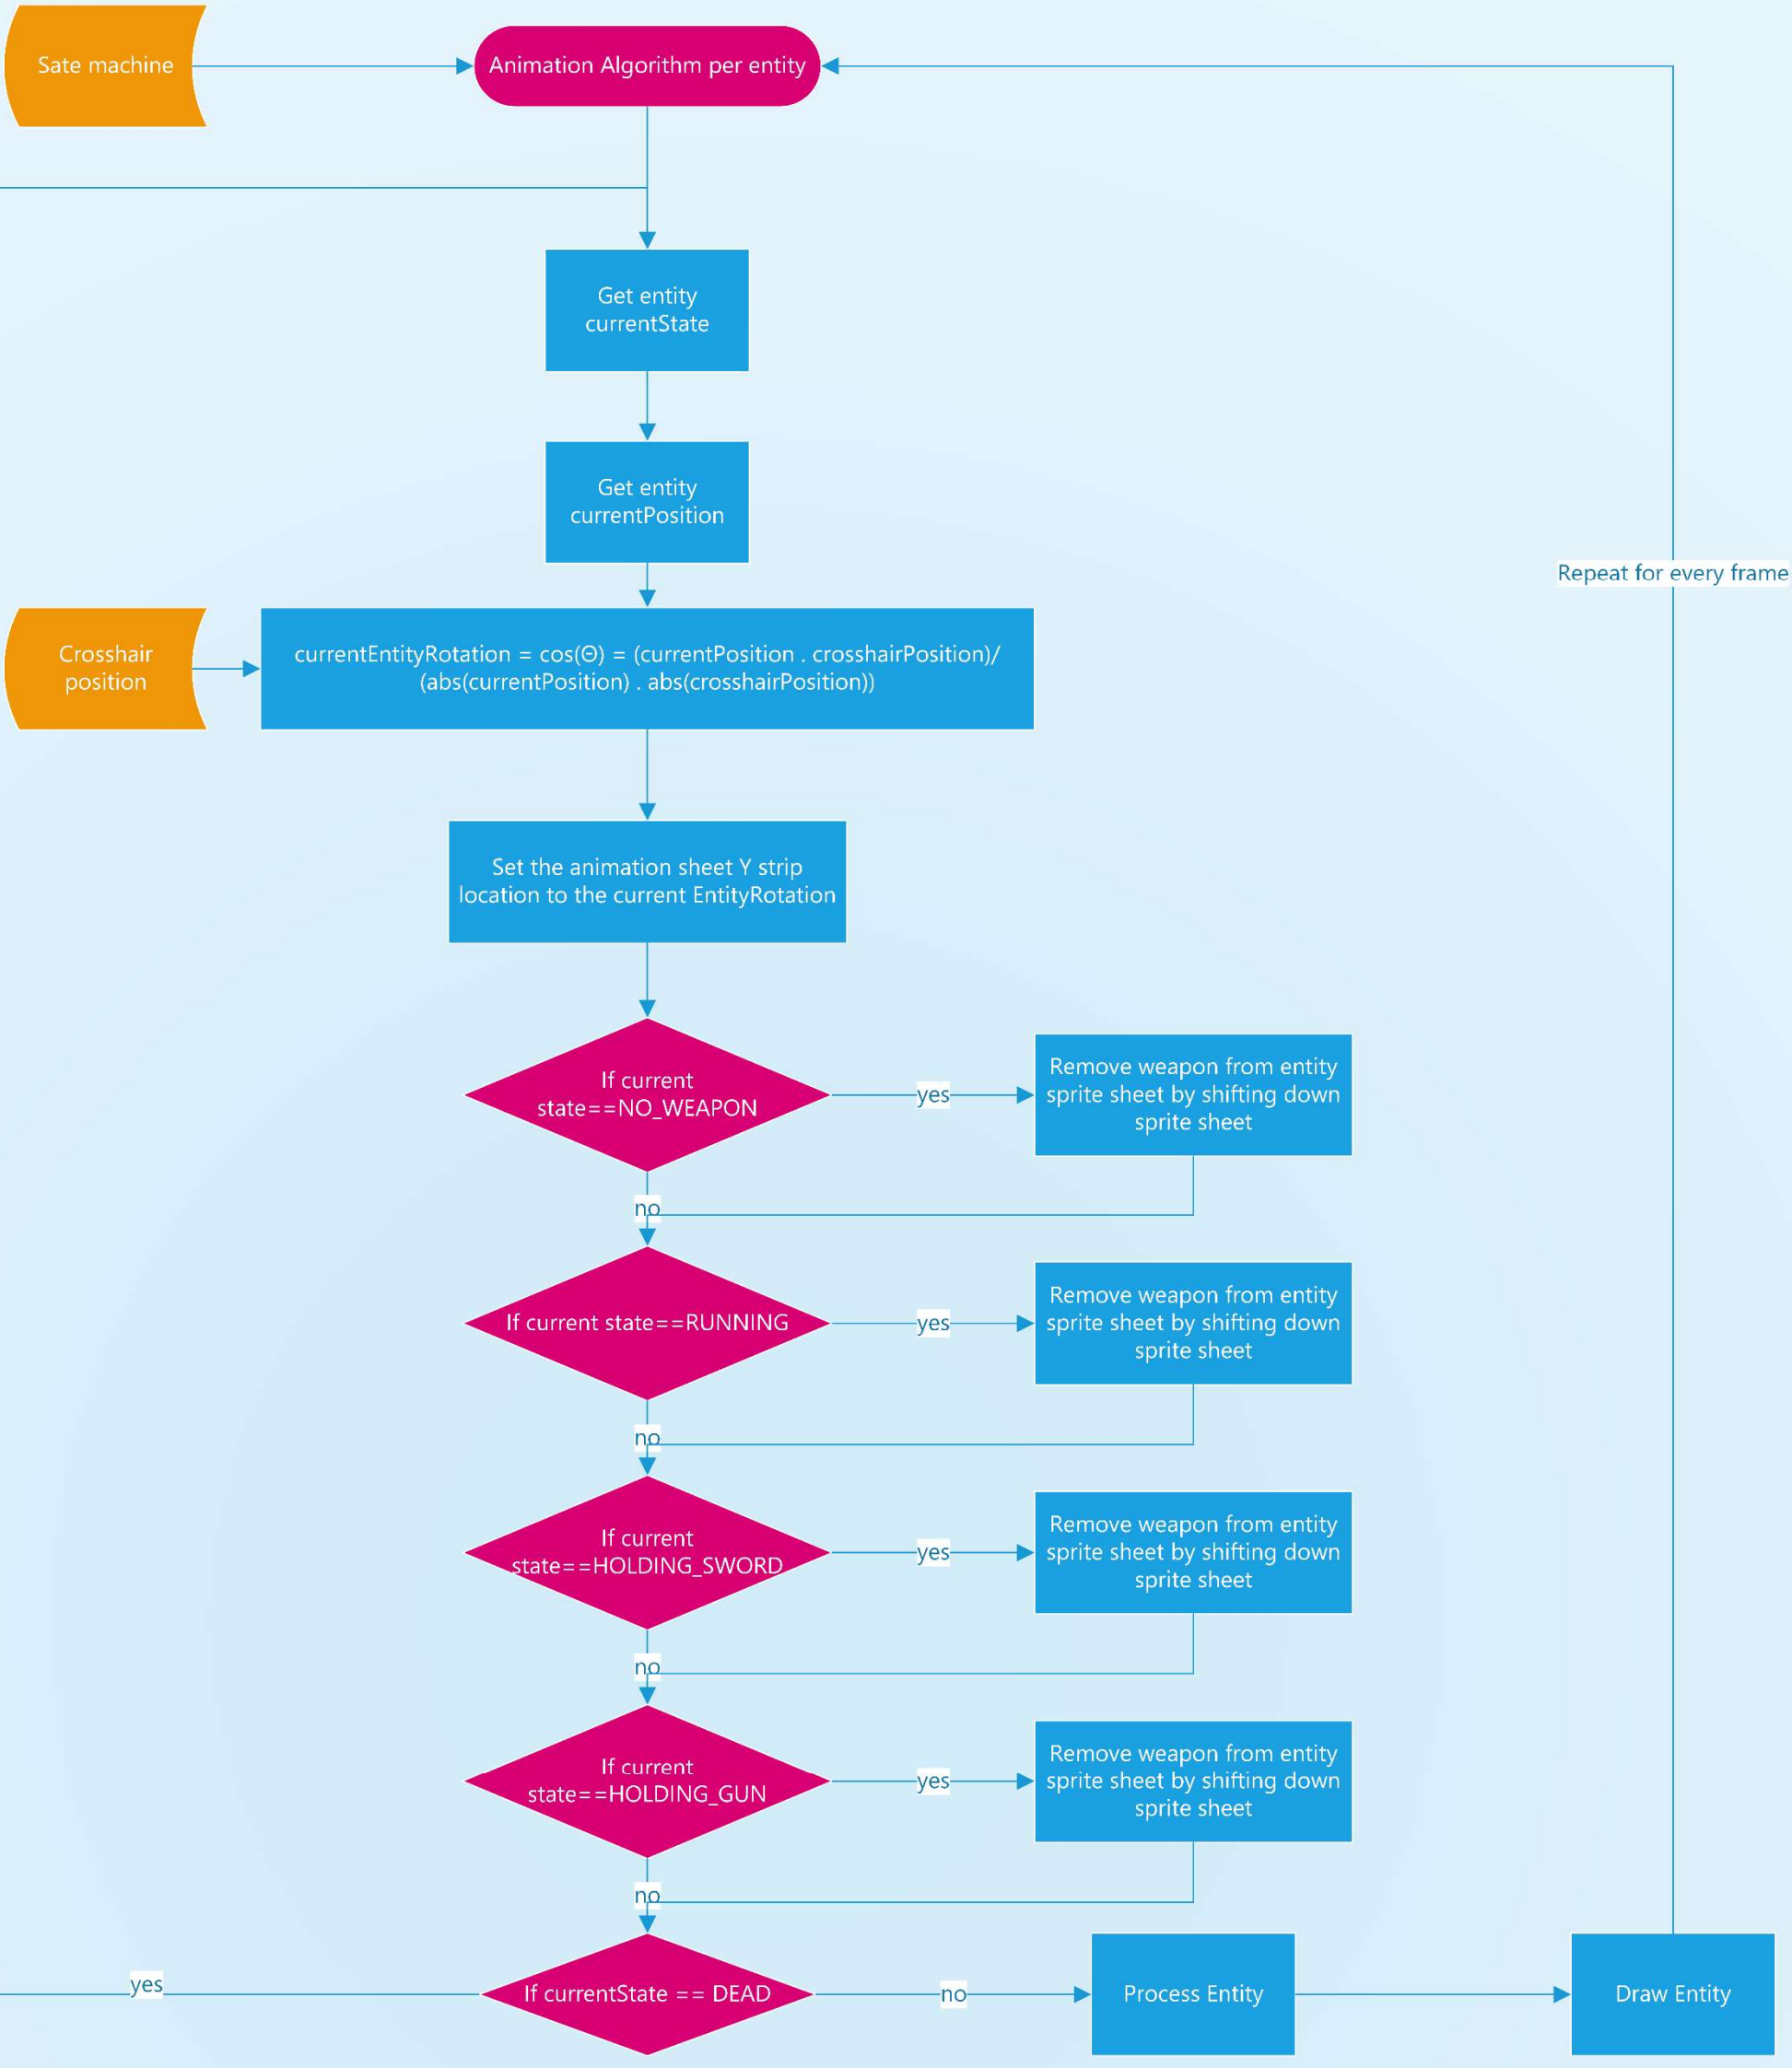 Sate machine
Animation Algorithm per entity
Get entity
currentState
Get entity
currentPosition
Repeat for every frame
Crosshair
position
currentEntityRotation = cos(Θ) = (currentPosition . crosshairPosition)/
(abs(currentPosition) . abs(crosshairPosition))
Set the animation sheet Y strip
location to the current EntityRotation
If current
state==NO_WEAPON
yes
Remove weapon from entity
sprite sheet by shifting down
sprite sheet
no
If current state==RUNNING
yes
Remove weapon from entity
sprite sheet by shifting down
sprite sheet
no
If current
state==HOLDING_SWORD
yes
Remove weapon from entity
sprite sheet by shifting down
sprite sheet
no
If current
state==HOLDING_GUN
yes
Remove weapon from entity
sprite sheet by shifting down
sprite sheet
no
yes
If currentState == DEAD
no
Process Entity
Draw Entity